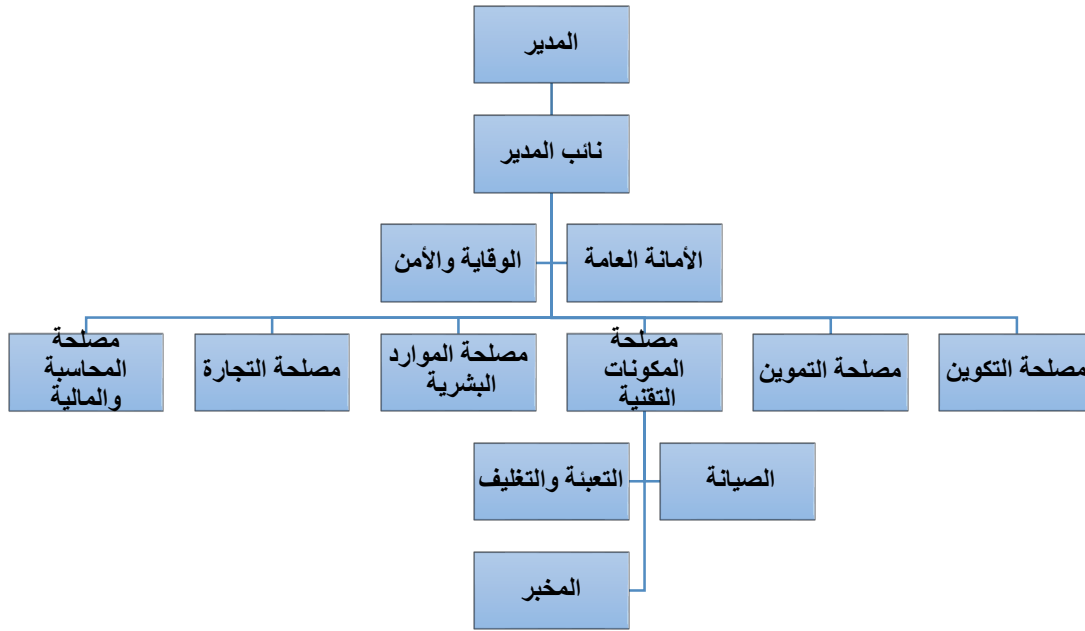 المدير
نائب المدير
الأمانة العامة
الوقاية والأمن
مصلحة التكوين
مصلحة التموين
مصلحة
المكونات
التقنية
مصلحة الموارد
البشرية
مصلحة التجارة
مصلحة
المحاسبة
والمالية
الصيانة
التعبئة والتغليف
المخبر